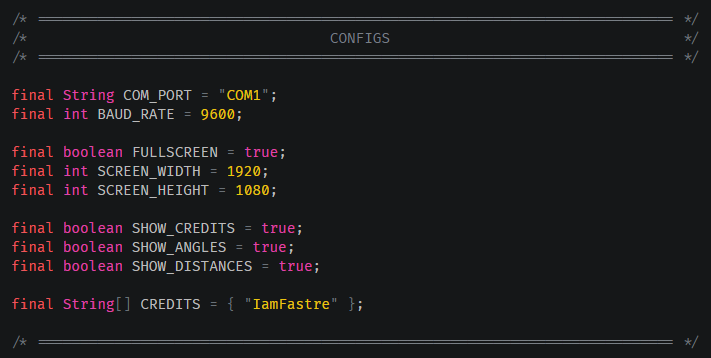 /* ========================================================================== */
/*                                   CONFIGS                                  */
/* ========================================================================== */
final String COM_PORT = "COM1";
final int BAUD_RATE = 9600;
final boolean FULLSCREEN = true;
final int SCREEN_WIDTH = 1920;
final int SCREEN_HEIGHT = 1080;
final boolean SHOW_CREDITS = true;
final boolean SHOW_ANGLES = true;
final boolean SHOW_DISTANCES = true;
final String[] CREDITS = { "IamFastre" };
/* ========================================================================== */